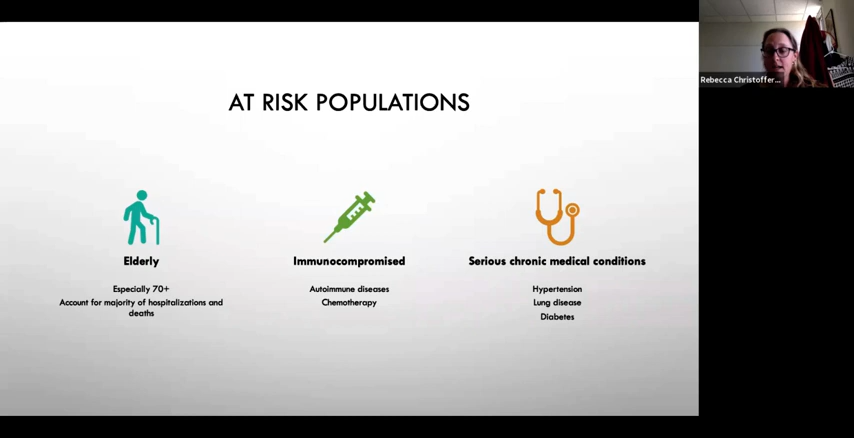 AT RISK POPULATIONS
Elderly
Especially 70+
Account for majority of hospitalizations and
deaths
Immunocompromised
Autoimmune diseases
Chemotherapy
Serious chronic medical conditions
Hypertension
Lung disease
Diabetes
Rebecca Christoffer...